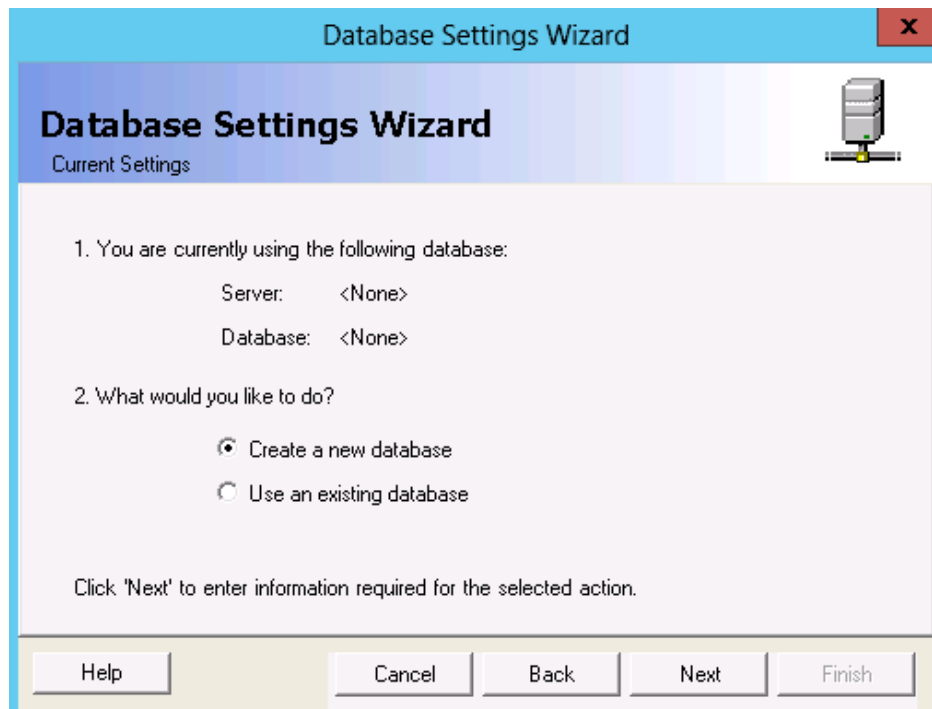 Database Settings Wizard
x
Database Settings Wizard
Current Settings
1. You are currently using the following database:
Server: <None>
Database: <None>
2. What would you like to do?
Create a new database
Use an existing database
Click 'Next' to enter information required for the selected action.
Help Cancel Back Next Finish